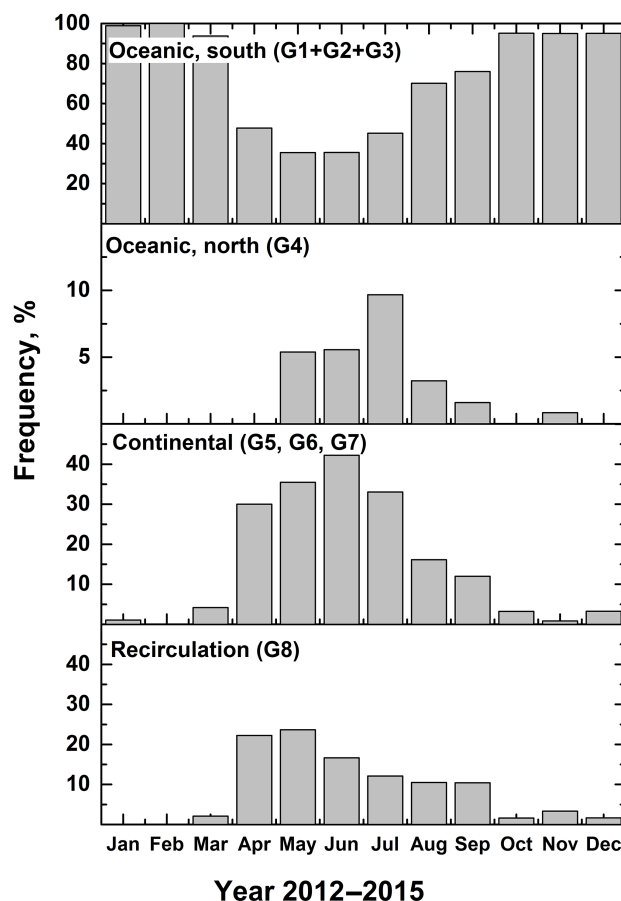 100
Oceanic, south (G1+G2+G3)
80
60
40
20
Oceanic, north (G4)
10
5
Frequency, %
Continental (G5, G6, G7)
40
30
20
10
Recirculation (G8)
40
30
20
10
Jan Feb Mar Apr May Jun Jul Aug Sep Oct Nov Dec
Year 2012–2015